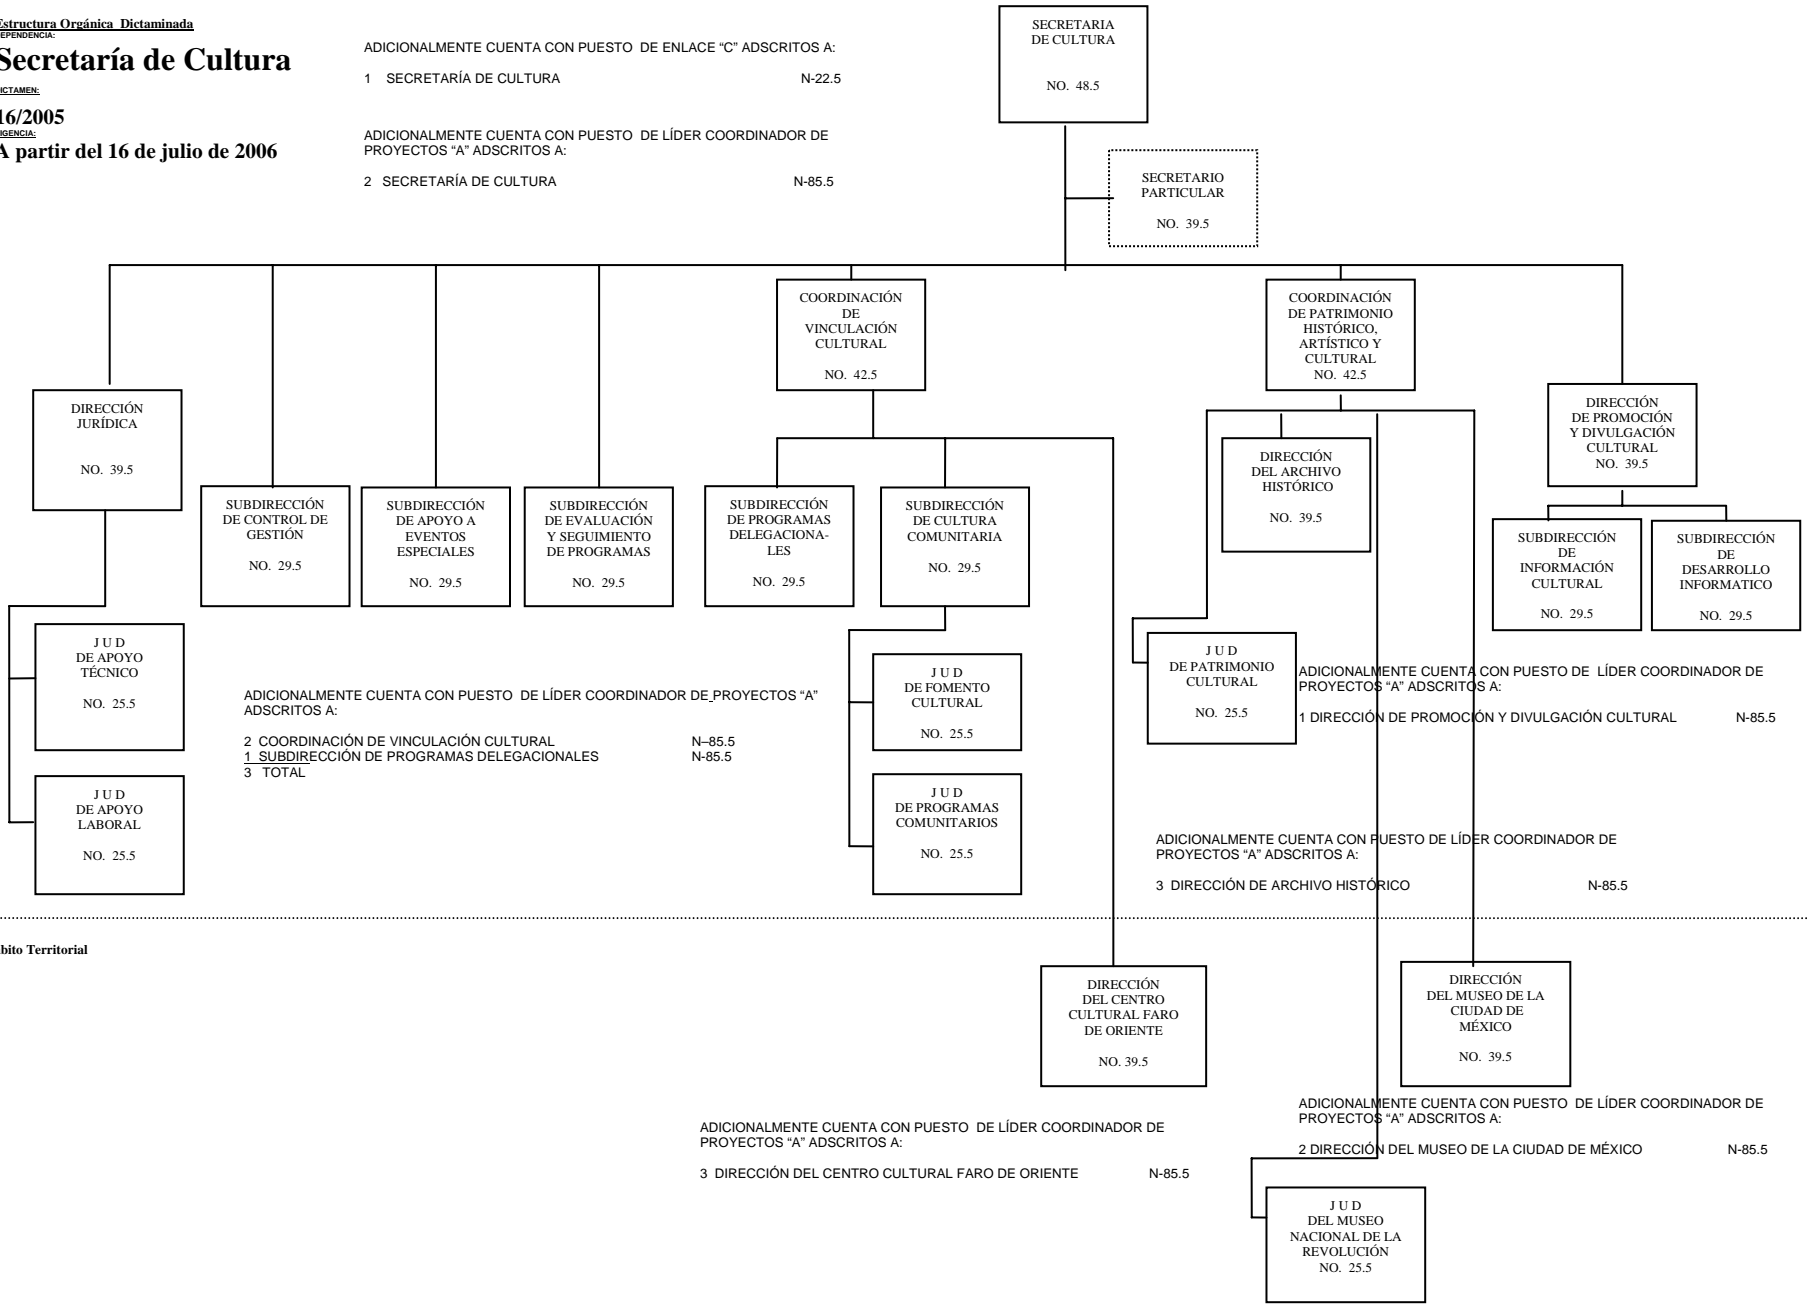 Estructura Orgánica Dictaminada
EPENDENCIA:
Secretaría de Cultura
ICTAMEN:
16/2005
IGENCIA:
A partir del 16 de julio de 2006
ADICIONALMENTE CUENTA CON PUESTO DE ENLACE “C” ADSCRITOS A:
1 SECRETARÍA DE CULTURA N-22.5
ADICIONALMENTE CUENTA CON PUESTO DE LÍDER COORDINADOR DE
PROYECTOS “A” ADSCRITOS A:
2 SECRETARÍA DE CULTURA N-85.5
SECRETARIA
DE CULTURA
NO. 48.5
SECRETARIO
PARTICULAR
NO. 39.5
COORDINACIÓN
DE
VINCULACIÓN
CULTURAL
NO. 42.5
COORDINACIÓN
DE PATRIMONIO
HISTÓRICO,
ARTÍSTICO Y
CULTURAL
NO. 42.5
DIRECCIÓN
JURÍDICA
NO. 39.5
DIRECCIÓN
DE PROMOCIÓN
Y DIVULGACIÓN
CULTURAL
NO. 39.5
DIRECCIÓN
DEL ARCHIVO
HISTÓRICO
NO. 39.5
SUBDIRECCIÓN
DE CONTROL DE
GESTIÓN
NO. 29.5
SUBDIRECCIÓN
DE APOYO A
EVENTOS
ESPECIALES
NO. 29.5
SUBDIRECCIÓN
DE EVALUACIÓN
Y SEGUIMIENTO
DE PROGRAMAS
NO. 29.5
SUBDIRECCIÓN
DE PROGRAMAS
DELEGACIONA-
LES
NO. 29.5
SUBDIRECCIÓN
DE CULTURA
COMUNITARIA
NO. 29.5
SUBDIRECCIÓN
DE
INFORMACIÓN
CULTURAL
NO. 29.5
SUBDIRECCIÓN
DE
DESARROLLO
INFORMATICO
NO. 29.5
J U D
DE APOYO
TÉCNICO
NO. 25.5
J U D
DE APOYO
LABORAL
NO. 25.5
ADICIONALMENTE CUENTA CON PUESTO DE LÍDER COORDINADOR DE PROYECTOS “A”
ADSCRITOS A:
2 COORDINACIÓN DE VINCULACIÓN CULTURAL N–85.5
1 SUBDIRECCIÓN DE PROGRAMAS DELEGACIONALES N-85.5
3 TOTAL
J U D
DE FOMENTO
CULTURAL
NO. 25.5
J U D
DE PROGRAMAS
COMUNITARIOS
NO. 25.5
J U D
DE PATRIMONIO
CULTURAL
NO. 25.5
ADICIONALMENTE CUENTA CON PUESTO DE LÍDER COORDINADOR DE
PROYECTOS “A” ADSCRITOS A:
1 DIRECCIÓN DE PROMOCIÓN Y DIVULGACIÓN CULTURAL N-85.5
ADICIONALMENTE CUENTA CON PUESTO DE LÍDER COORDINADOR DE
PROYECTOS “A” ADSCRITOS A:
3 DIRECCIÓN DE ARCHIVO HISTÓRICO N-85.5
bito Territorial
DIRECCIÓN
DEL CENTRO
CULTURAL FARO
DE ORIENTE
NO. 39.5
DIRECCIÓN
DEL MUSEO DE LA
CIUDAD DE
MÉXICO
NO. 39.5
ADICIONALMENTE CUENTA CON PUESTO DE LÍDER COORDINADOR DE
PROYECTOS “A” ADSCRITOS A:
3 DIRECCIÓN DEL CENTRO CULTURAL FARO DE ORIENTE N-85.5
ADICIONALMENTE CUENTA CON PUESTO DE LÍDER COORDINADOR DE
PROYECTOS “A” ADSCRITOS A:
2 DIRECCIÓN DEL MUSEO DE LA CIUDAD DE MÉXICO N-85.5
J U D
DEL MUSEO
NACIONAL DE LA
REVOLUCIÓN
NO. 25.5